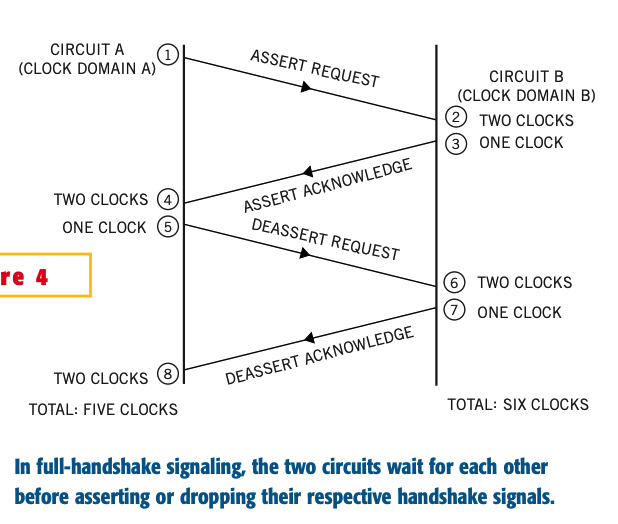 CIRCUIT A
(CLOCK DOMAIN A)
1
ASSERT REQUEST
CIRCUIT B
(CLOCK DOMAIN B)
2 TWO CLOCKS
3 ONE CLOCK
ASSERT ACKNOWLEDGE
TWO CLOCKS 4
ONE CLOCK 5
DEASSERT REQUEST
re 4
6 TWO CLOCKS
7 ONE CLOCK
DEASSERT ACKNOWLEDGE
TWO CLOCKS 8
TOTAL: FIVE CLOCKS
TOTAL: SIX CLOCKS
In full-handshake signaling, the two circuits wait for each other
before asserting or dropping their respective handshake signals.